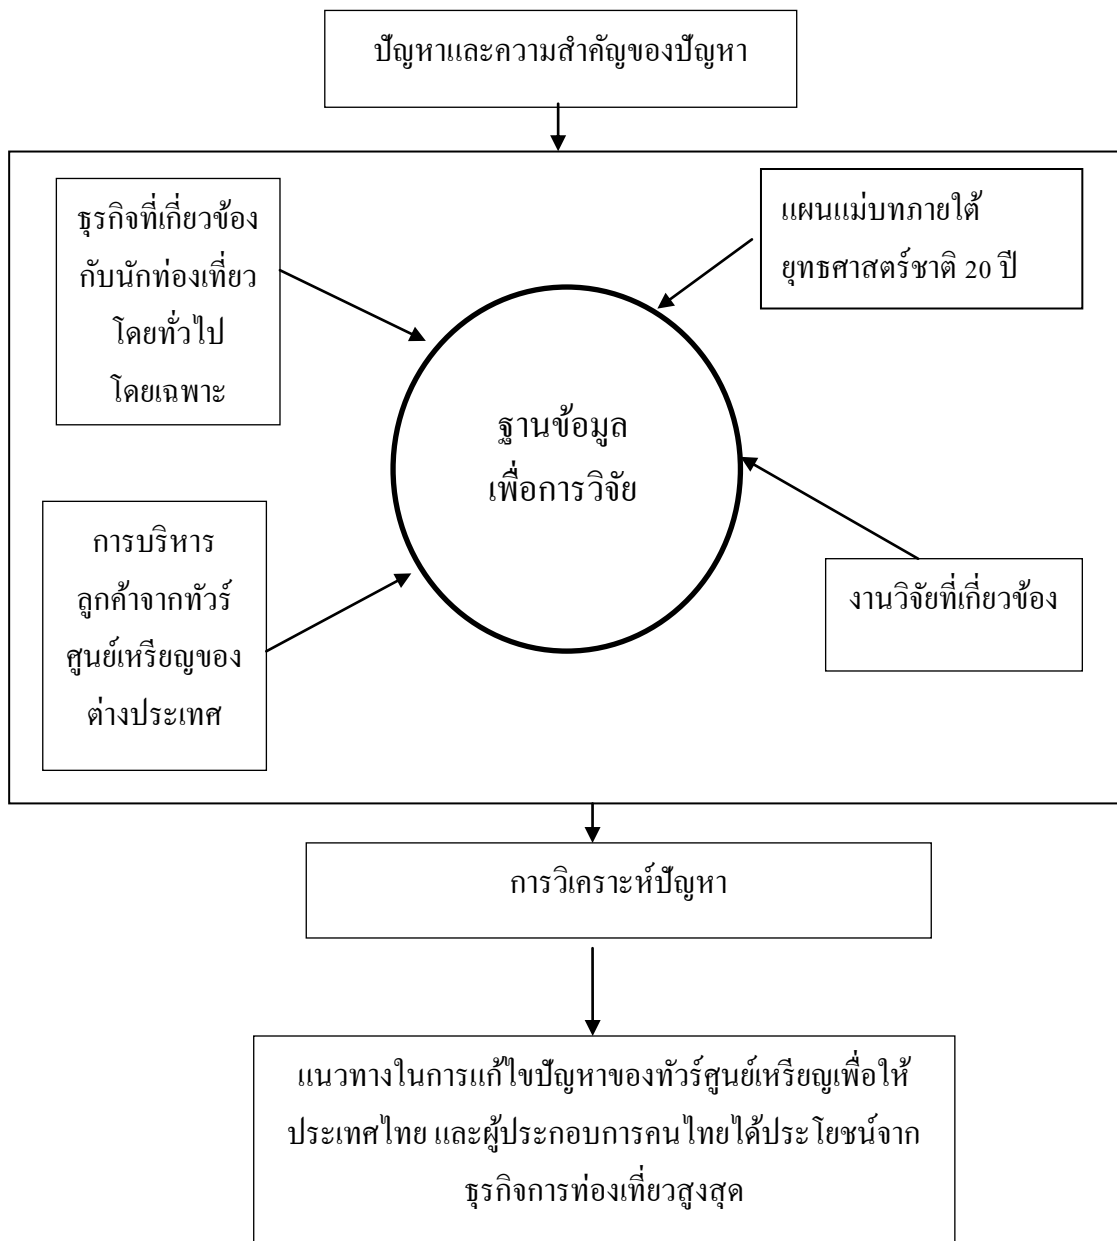 ปัญหาและความสำคัญของปัญหา
ธุรกิจที่เกี่ยวข้อง
กับนักท่องเที่ยว
โดยทั่วไป
โดยเฉพาะ
แผนแม่บทภายใต้
ยุทธศาสตร์ชาติ 20 ปี
ฐานข้อมูล
เพื่อการวิจัย
การบริหาร
ลูกค้าจากทัวร์
ศูนย์เหรียญของ
ต่างประเทศ
งานวิจัยที่เกี่ยวข้อง
การวิเคราะห์ปัญหา
แนวทางในการแก้ไขปัญหาของทัวร์ศูนย์เหรียญเพื่อให้
ประเทศไทย และผู้ประกอบการคนไทยได้ประโยชน์จาก
ธุรกิจการท่องเที่ยวสูงสุด